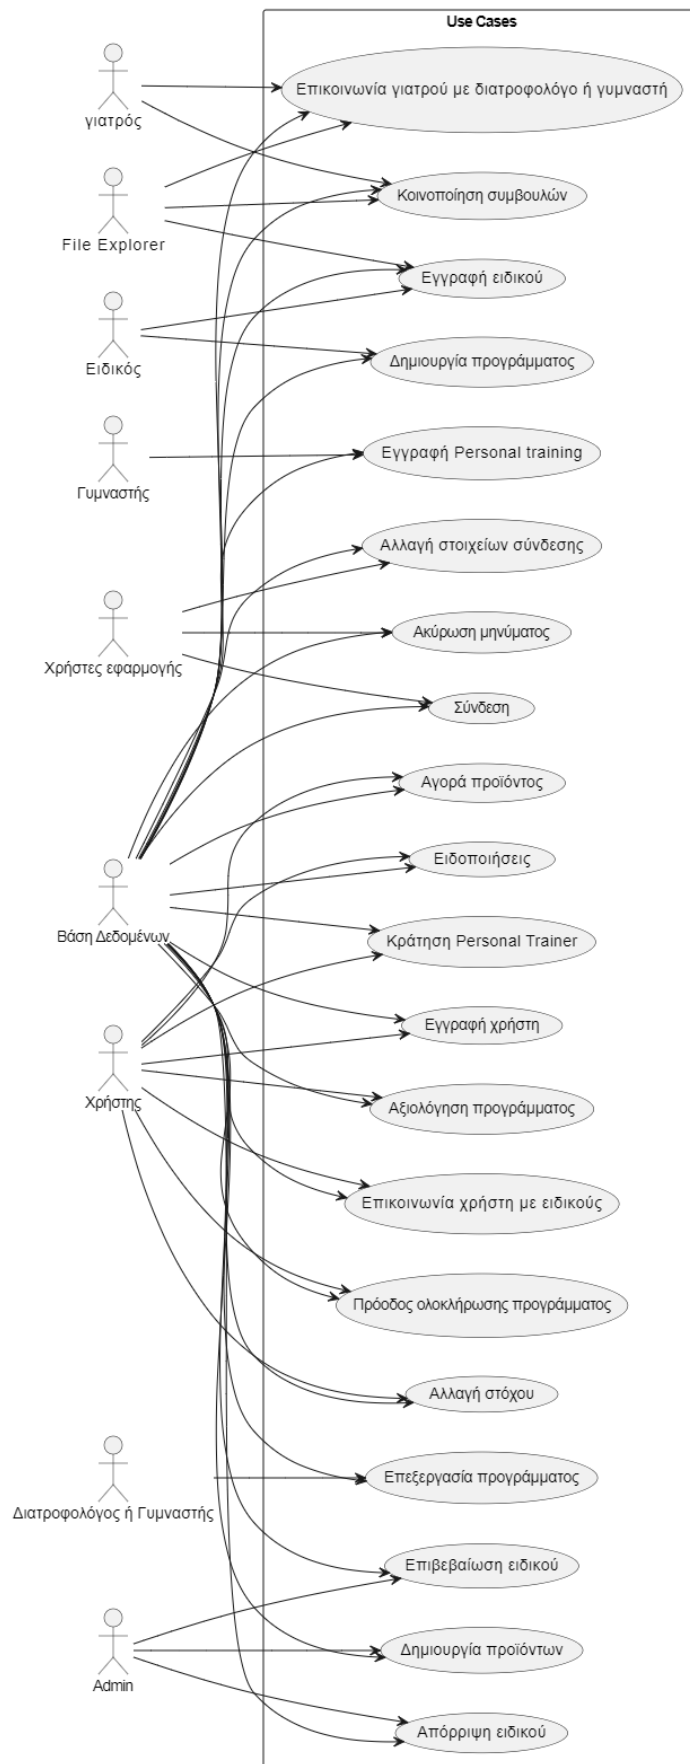 Use Cases
Επικοινωνία γιατρού με διατροφολόγο ή γυμναστή
γιατρός
Κοινοποίηση συμβουλών
File Explorer
Εγγραφή ειδικού
Ειδικός
Δημιουργία προγράμματος
Εγγραφή Personal training
Γυμναστής
Αλλαγή στοιχείων σύνδεσης
Ακύρωση μηνύματος
Χρήστες εφαρμογής
Σύνδεση
Αγορά προϊόντος
Ειδοποιήσεις
Βάση Δεδομένων
Κράτηση Personal Trainer
Εγγραφή χρήστη
Χρήστης
Αξιολόγηση προγράμματος
Επικοινωνία χρήστη με ειδικούς
Πρόοδος ολοκλήρωσης προγράμματος
Αλλαγή στόχου
Επεξεργασία προγράμματος
Διατροφολόγος ή Γυμναστής
Επιβεβαίωση ειδικού
Δημιουργία προϊόντων
Admin
Απόρριψη ειδικού